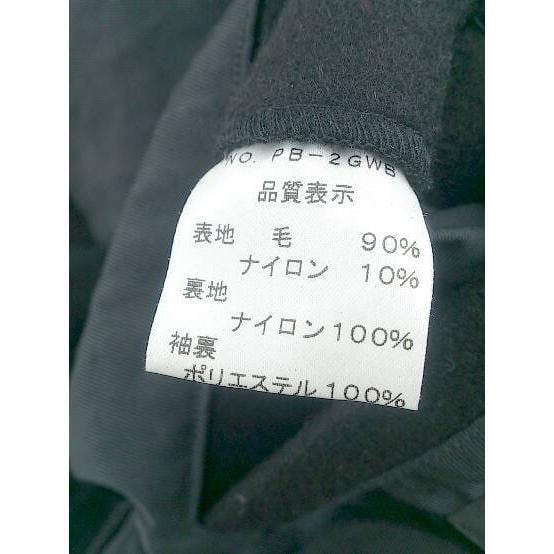 NO. PB-2GWB
品質表示
表地 毛 90%
ナイロン 10%
裏地
ナイロン100%
袖裏
ポリエステル100%